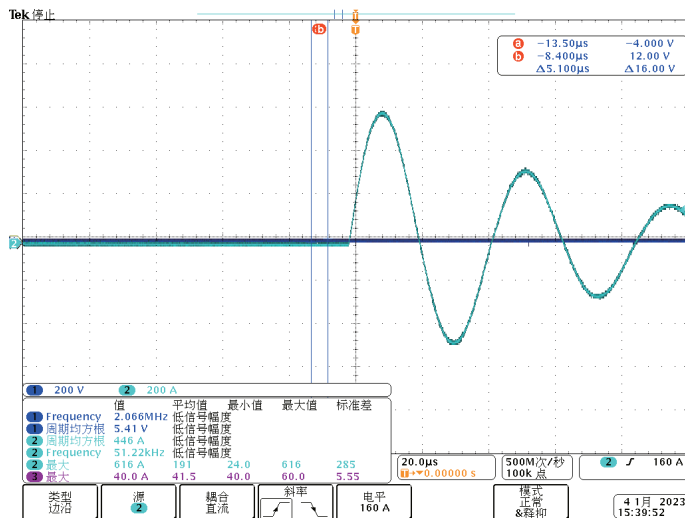 Tek 停止
T
a b
T
a −13.50µs −4.000 V
b −8.400µs 12.00 V
Δ5.100µs Δ16.00 V
2
1 200 V 2 200 A
值 平均值 最小值 最大值 标准差
1 Frequency 2.066MHz 低信号幅度
1 周期均方根 5.41 V 低信号幅度
2 周期均方根 446 A 低信号幅度
2 Frequency 51.22kHz 低信号幅度
2 最大 616 A 191 24.0 616 285
3 最大 40.0 A 41.5 40.0 60.0 5.55
20.0µs
T→▼0.00000 s
500M次/秒
100k 点
2 160 A
类型
边沿
源
2
耦合
直流
斜率
电平
160 A
模式
正常
&释抑
4 1月 2023
15:39:52